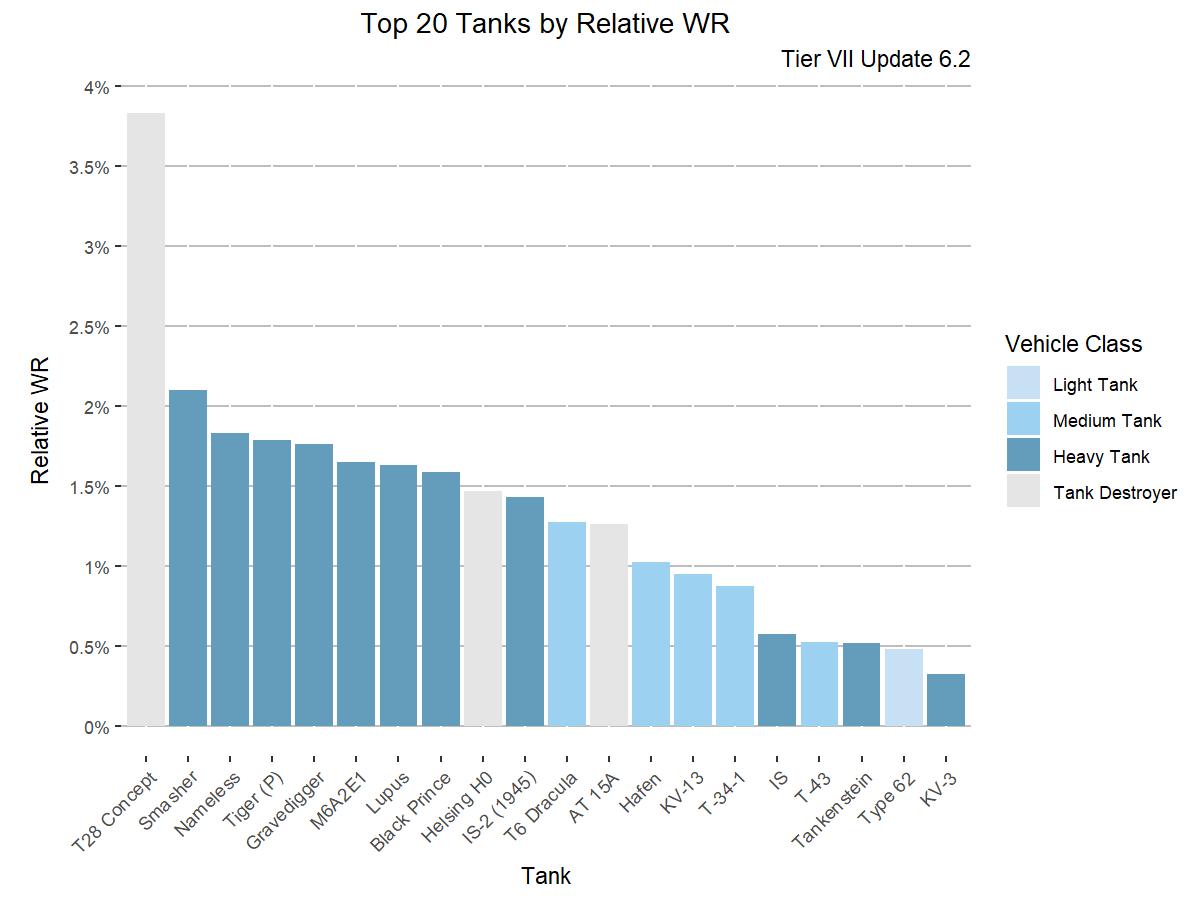 Top 20 Tanks by Relative WR
Tier VII Update 6.2
4%
3.5%
3%
2.5%
2%
1.5%
1%
0.5%
0%
Relative WR
T28 Concept
Smasher
Nameless
Tiger (P)
Gravedigger
M6A2E1
Lupus
Black Prince
Helsing H0
IS-2 (1945)
T6 Dracula
AT 15A
Hafen
KV-13
T-34-1
IS
T-43
Tankenstein
Type 62
KV-3
Tank
Vehicle Class
Light Tank
Medium Tank
Heavy Tank
Tank Destroyer